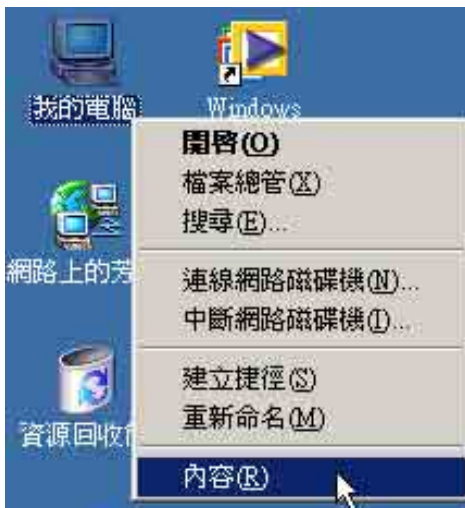 我的電腦
Windows
開啓(O)
檔案總管(X)
搜尋(E)...
網路上的芳
連線網路磁碟機(N)...
中斷網路磁碟機(I)...
建立捷徑(S)
重新命名(M)
資源回收
內容(R)